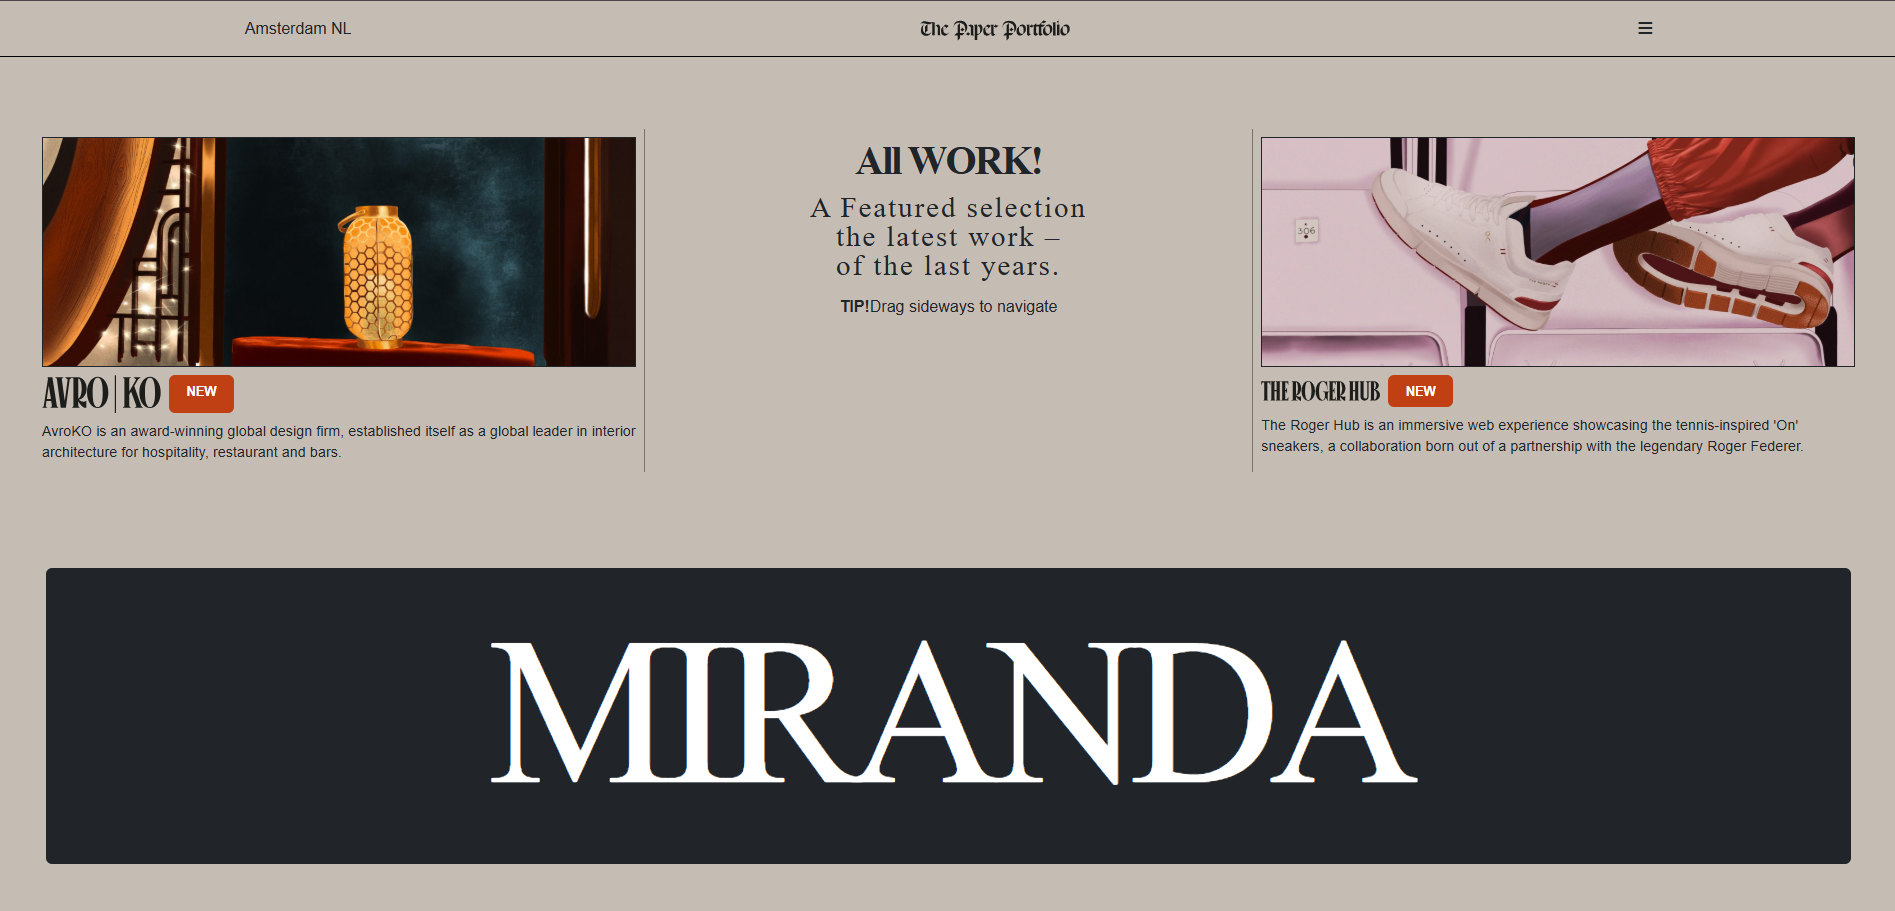 Amsterdam NL
The Paper Portfolio
AVRO|KO
NEW
AvroKO is an award-winning global design firm, established itself as a global leader in interior
architecture for hospitality, restaurant and bars.
All WORK!
A Featured selection
the latest work –
of the last years.
TIP!Drag sideways to navigate
306
THE ROGER HUB
NEW
The Roger Hub is an immersive web experience showcasing the tennis-inspired 'On'
sneakers, a collaboration born out of a partnership with the legendary Roger Federer.
MIRANDA